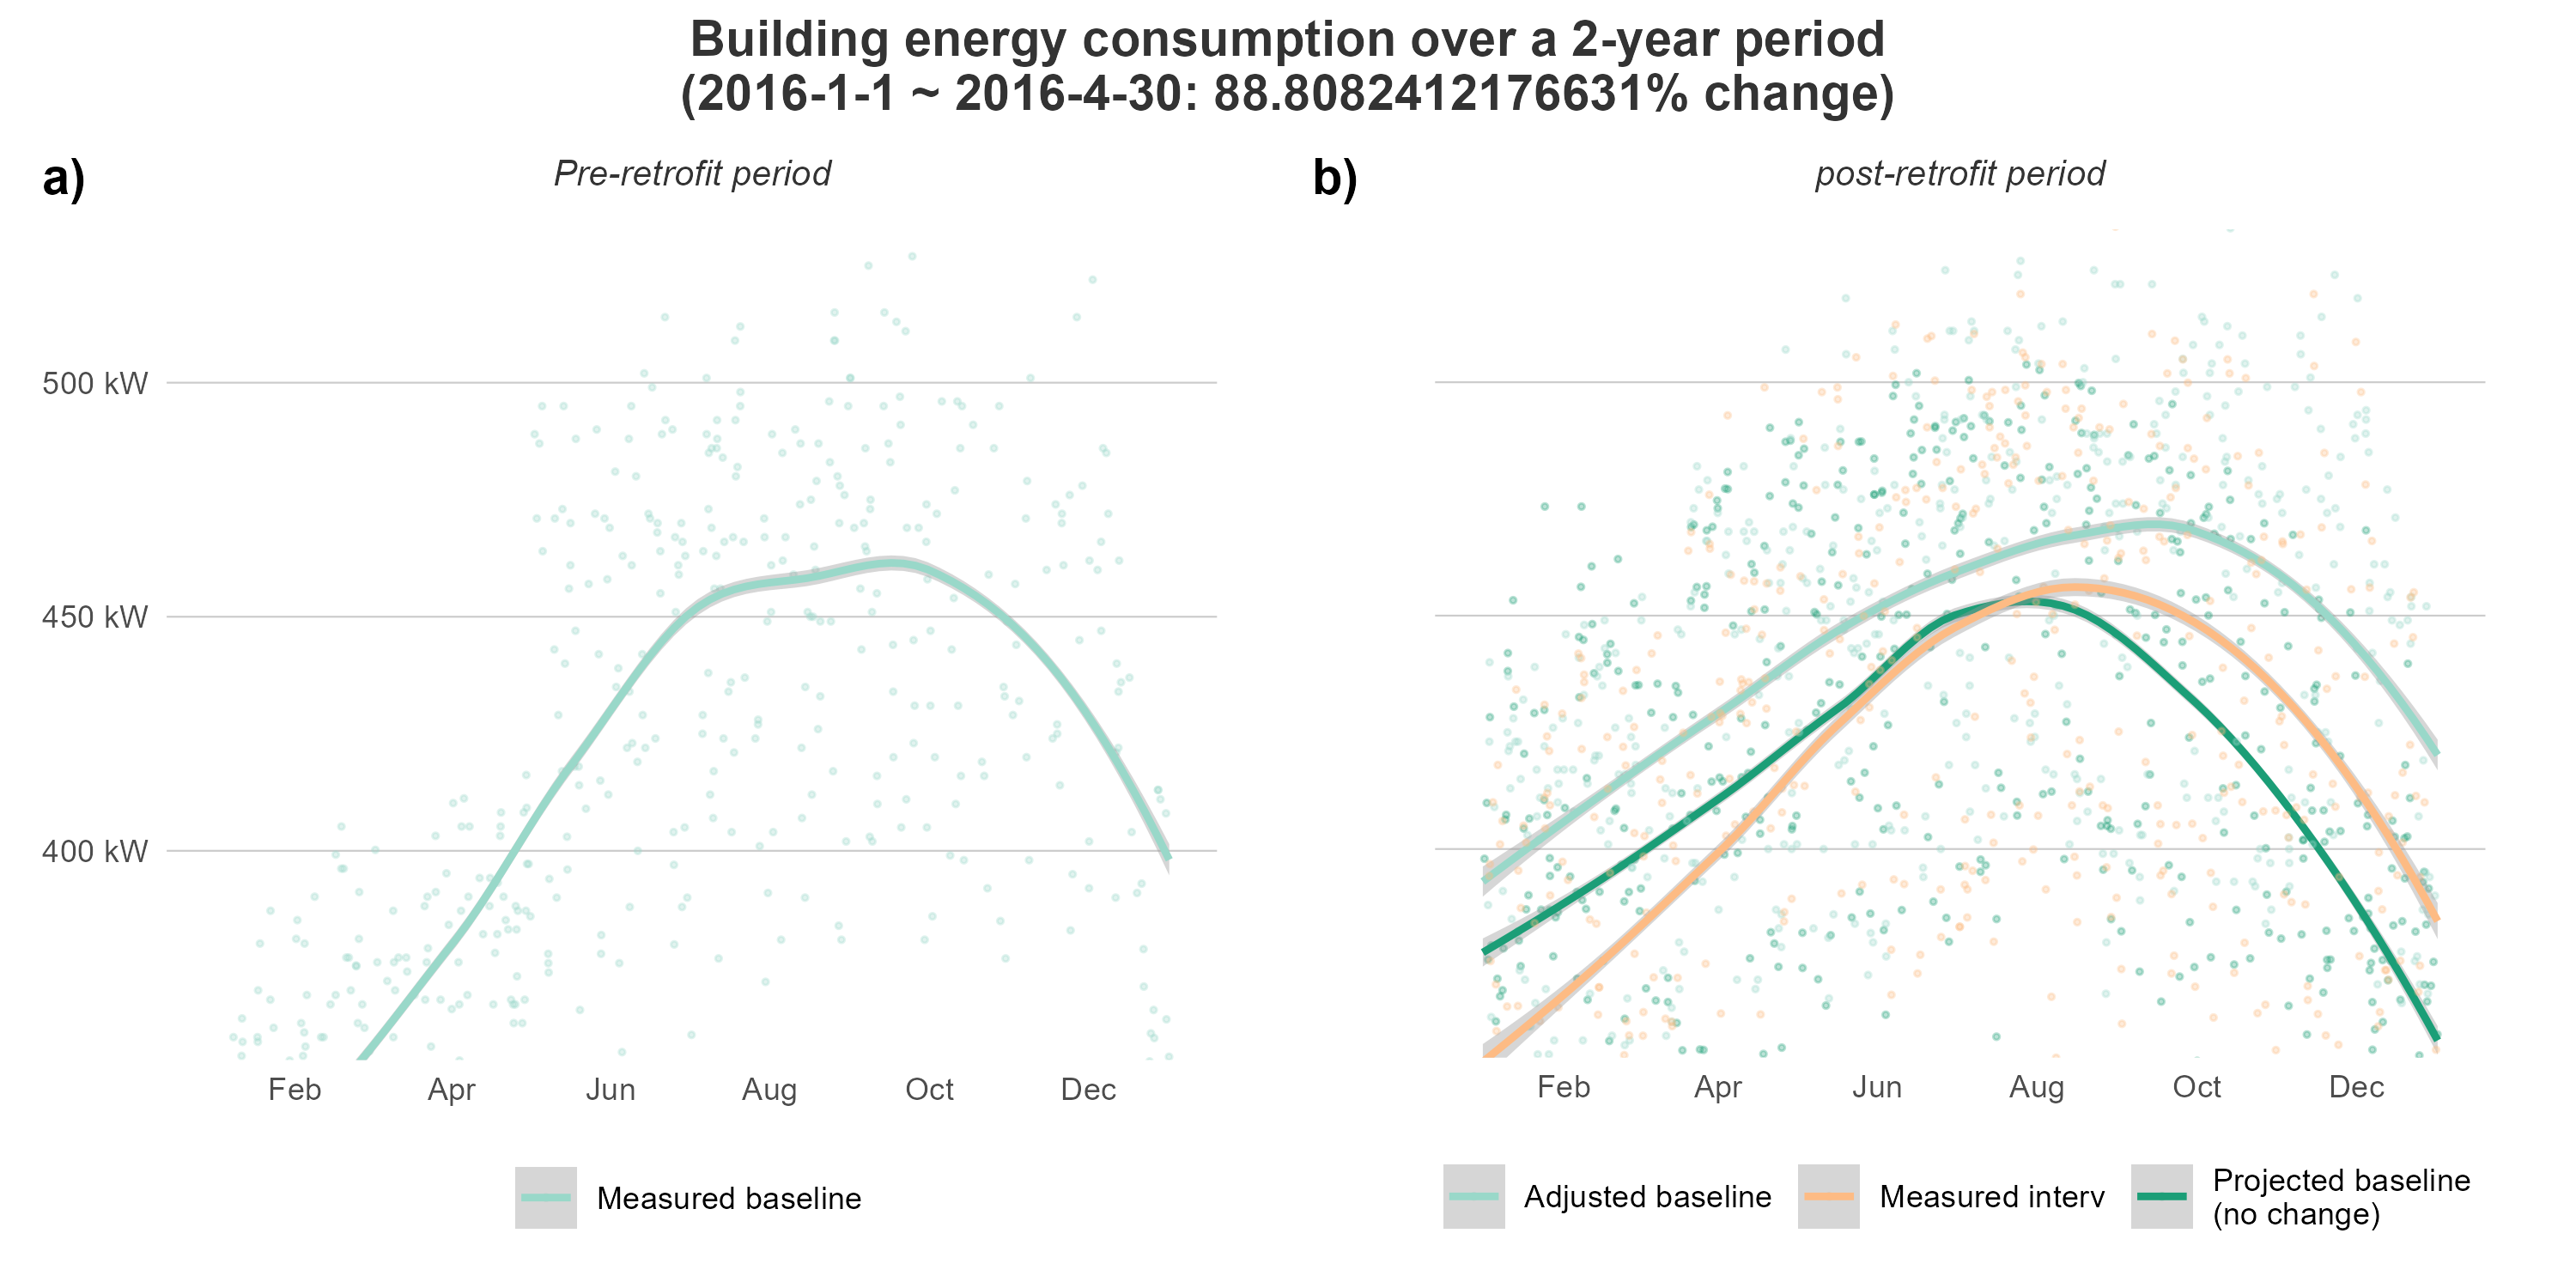 Building energy consumption over a 2-year period
(2016-1-1 ~ 2016-4-30: 88.8082412176631% change)
a)
Pre-retrofit period
500 kW
450 kW
400 kW
Feb Apr Jun Aug Oct Dec
Measured baseline
b)
post-retrofit period
Feb Apr Jun Aug Oct Dec
Adjusted baseline
Measured interv
Projected baseline
(no change)